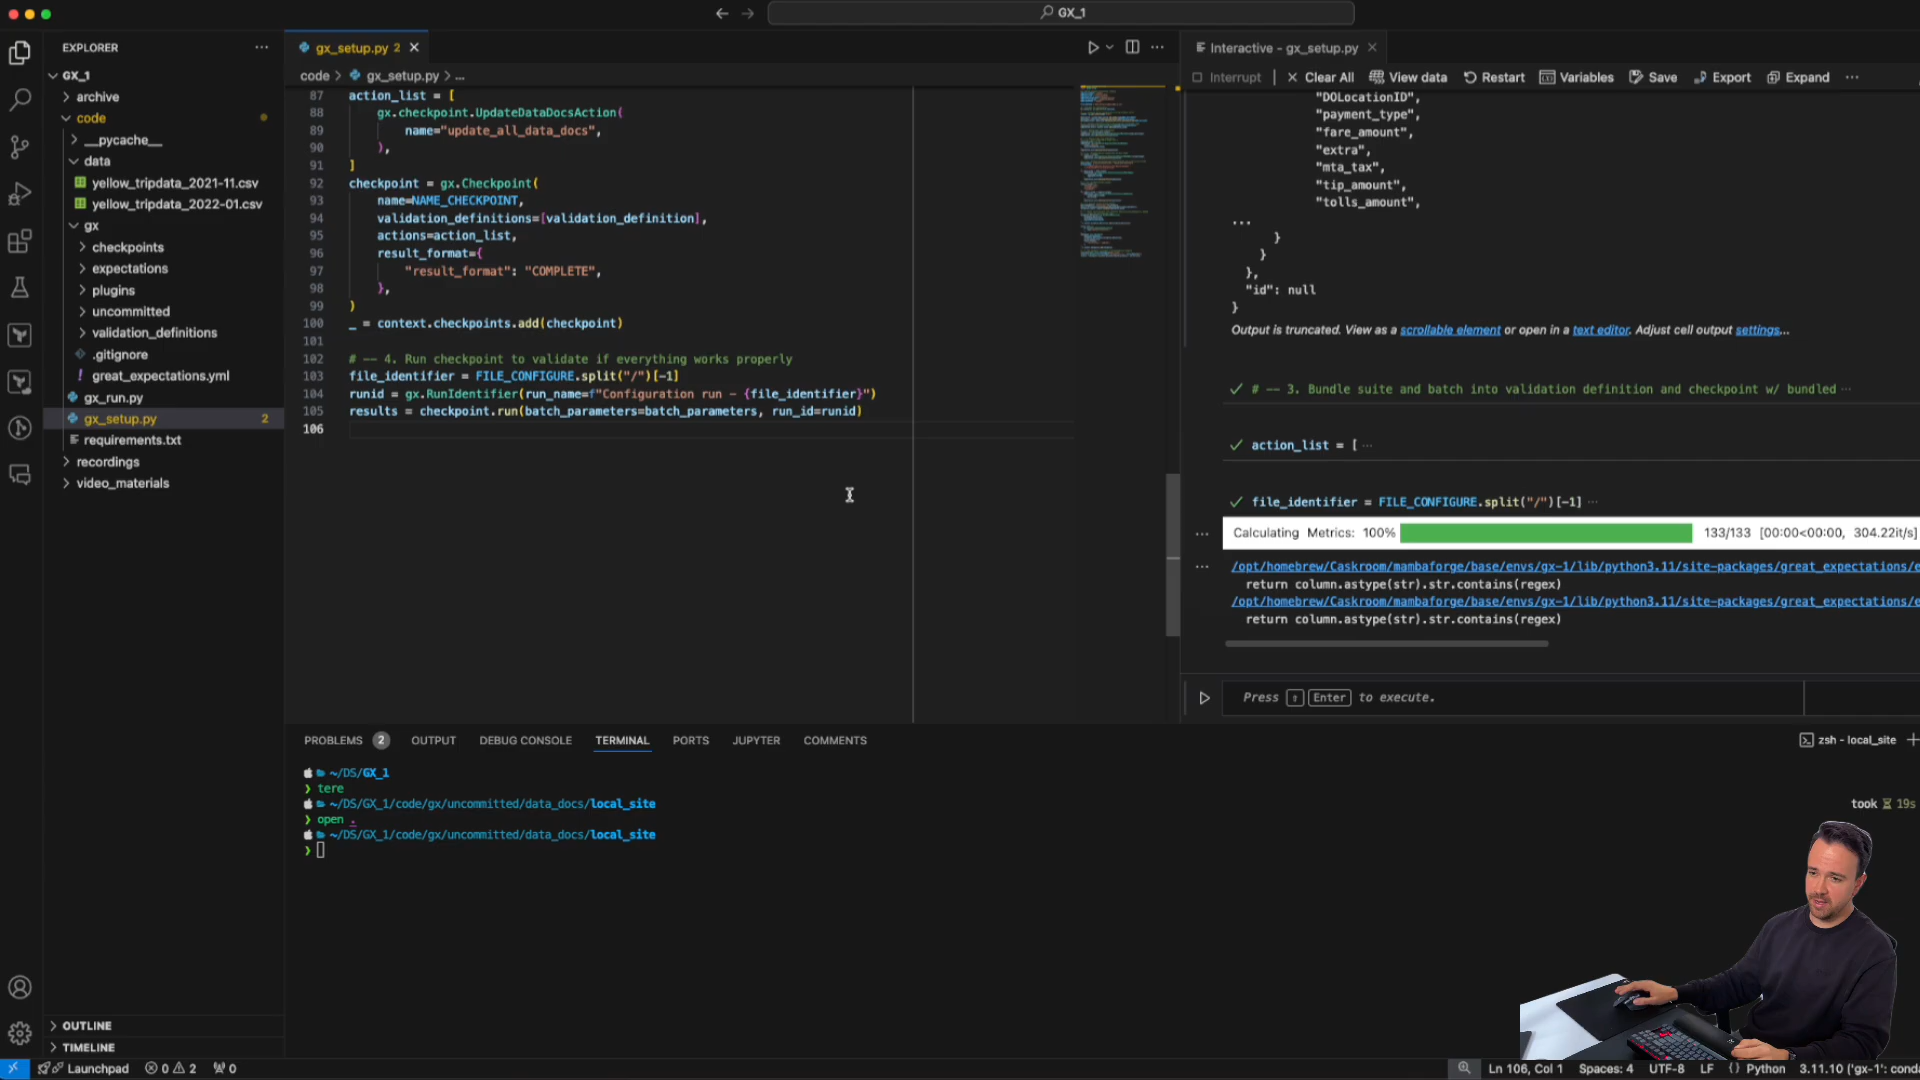 GX_1
EXPLORER
GX_1
archive
code
__pycache__
data
yellow_tripdata_2021-11.csv
yellow_tripdata_2022-01.csv
gx
checkpoints
expectations
plugins
uncommitted
validation_definitions
.gitignore
great_expectations.yml
gx_run.py
gx_setup.py 2
requirements.txt
recordings
video_materials
OUTLINE
TIMELINE
gx_setup.py 2
code > gx_setup.py > ...
87 action_list = [
88 gx.checkpoint.UpdateDataDocsAction(
89 name="update_all_data_docs",
90 ),
91 ]
92 checkpoint = gx.Checkpoint(
93 name=NAME_CHECKPOINT,
94 validation_definitions=[validation_definition],
95 actions=action_list,
96 result_format={
97 "result_format": "COMPLETE",
98 },
99 )
100 _ = context.checkpoints.add(checkpoint)
101
102 # -- 4. Run checkpoint to validate if everything works properly
103 file_identifier = FILE_CONFIGURE.split("/")[-1]
104 runid = gx.RunIdentifier(run_name=f"Configuration run - {file_identifier}")
105 results = checkpoint.run(batch_parameters=batch_parameters, run_id=runid)
106
Interactive - gx_setup.py
Interrupt Clear All View data Restart Variables Save Export Expand ...
"DOLocationID",
"payment_type",
"fare_amount",
"extra",
"mta_tax",
"tip_amount",
"tolls_amount",
...
}
}
},
"id": null
}
Output is truncated. View as a scrollable element or open in a text editor. Adjust cell output settings...
# -- 3. Bundle suite and batch into validation definition and checkpoint w/ bundled ...
action_list = [ ...
file_identifier = FILE_CONFIGURE.split("/")[-1] ...
Calculating Metrics: 100% 133/133 [00:00<00:00, 304.22it/s]
/opt/homebrew/Caskroom/mambaforge/base/envs/gx-1/lib/python3.11/site-packages/great_expectations/e
return column.astype(str).str.contains(regex)
/opt/homebrew/Caskroom/mambaforge/base/envs/gx-1/lib/python3.11/site-packages/great_expectations/e
return column.astype(str).str.contains(regex)
Press ⇧ Enter to execute.
PROBLEMS 2 OUTPUT DEBUG CONSOLE TERMINAL PORTS JUPYTER COMMENTS
zsh - local_site
~/DS/GX_1
❯ tere
~/DS/GX_1/code/gx/uncommitted/data_docs/local_site
took 19s
❯ open .
~/DS/GX_1/code/gx/uncommitted/data_docs/local_site
❯
Launchpad 0 2 0
Ln 106, Col 1 Spaces: 4 UTF-8 LF {} Python 3.11.10 ('gx-1': conda